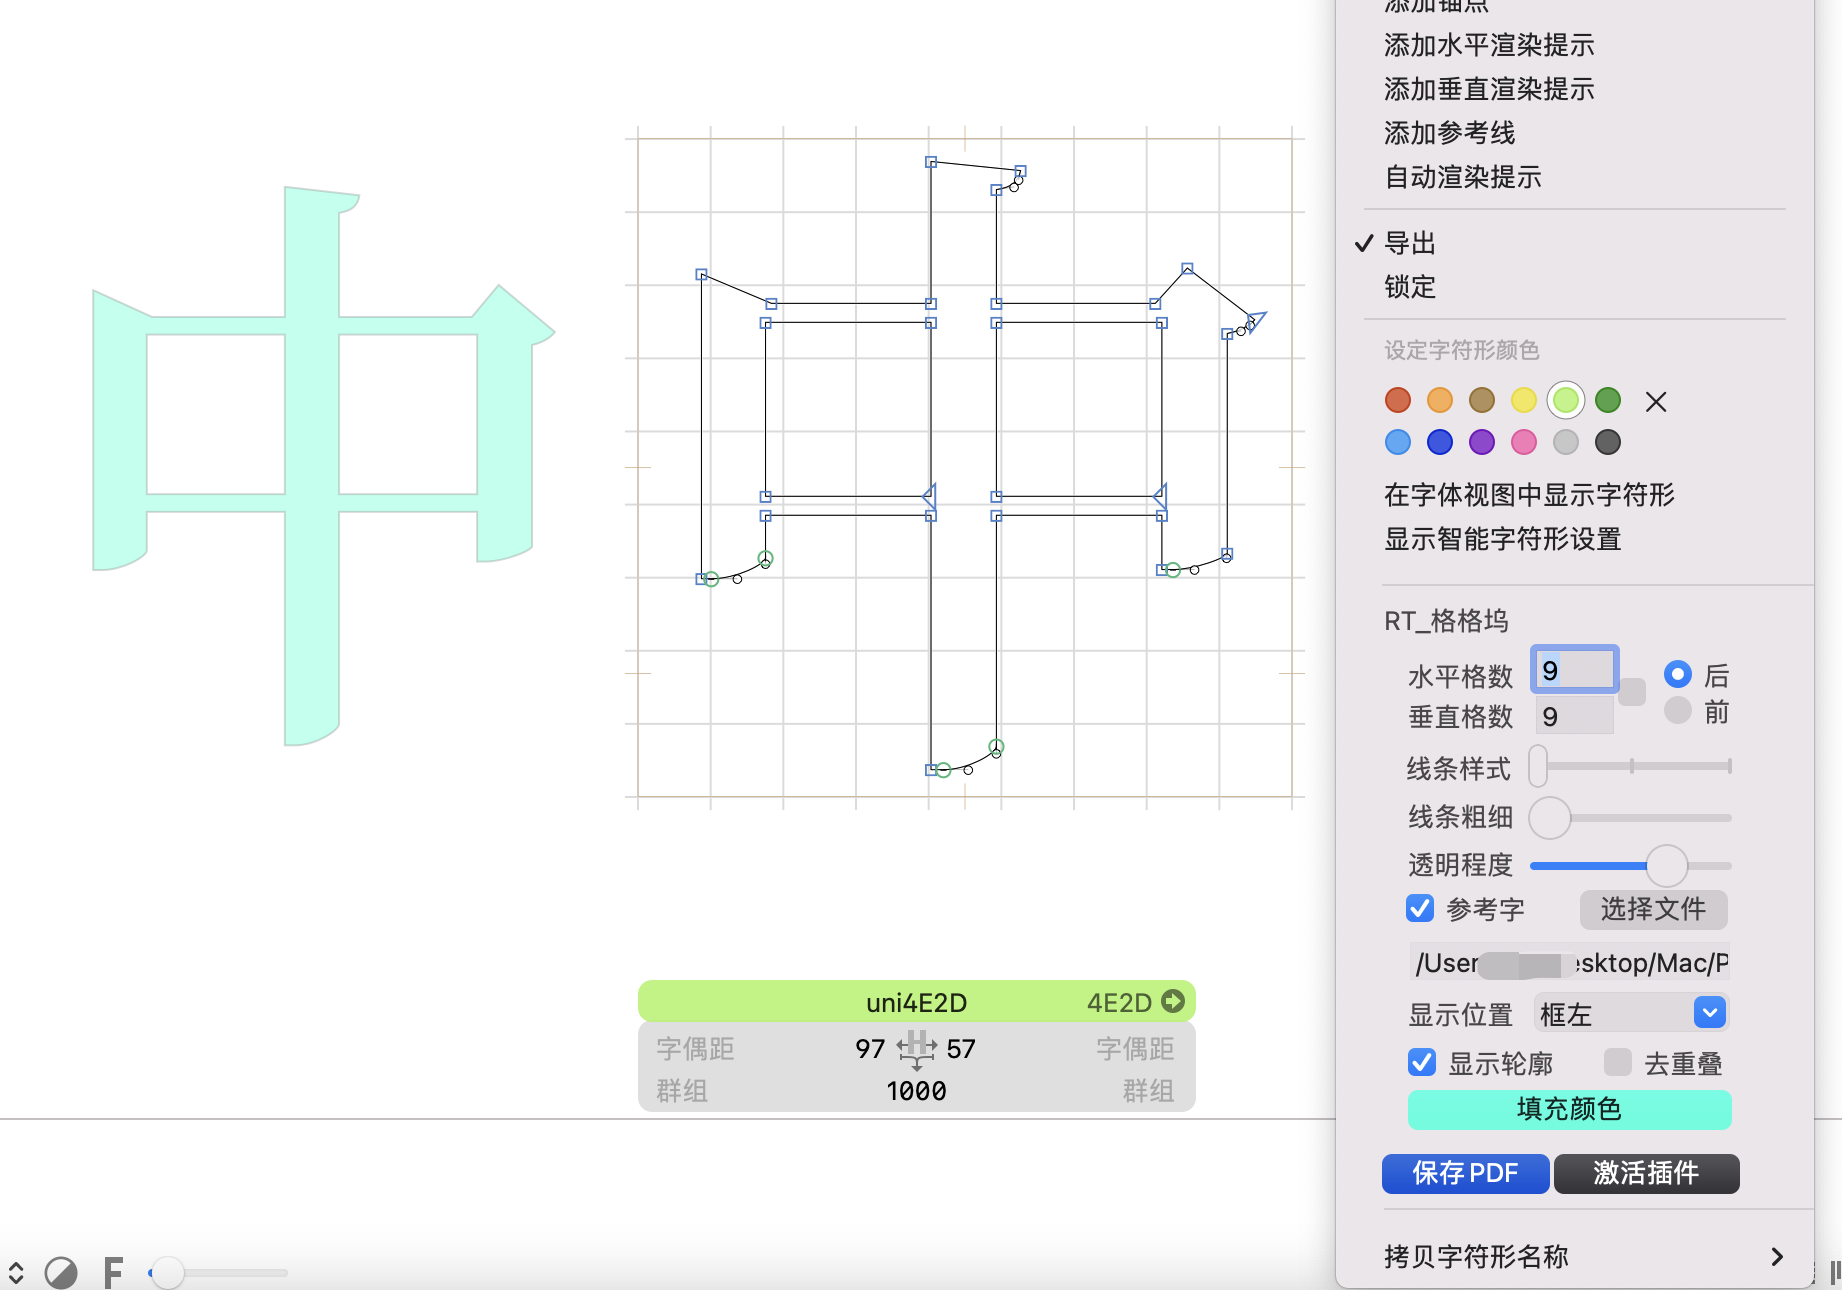 中
添加锚点
添加水平渲染提示
添加垂直渲染提示
添加参考线
自动渲染提示
导出
锁定
设定字符形颜色
在字体视图中显示字符形
显示智能字符形设置
RT_格格坞
水平格数 9 后
垂直格数 9 前
线条样式
线条粗细
透明程度
参考字 选择文件
/User esktop/Mac/P
显示位置 框左
显示轮廓 去重叠
填充颜色
保存PDF 激活插件
拷贝字符形名称
uni4E2D 4E2D
字偶距 97 H 57 字偶距
群组 1000 群组
F